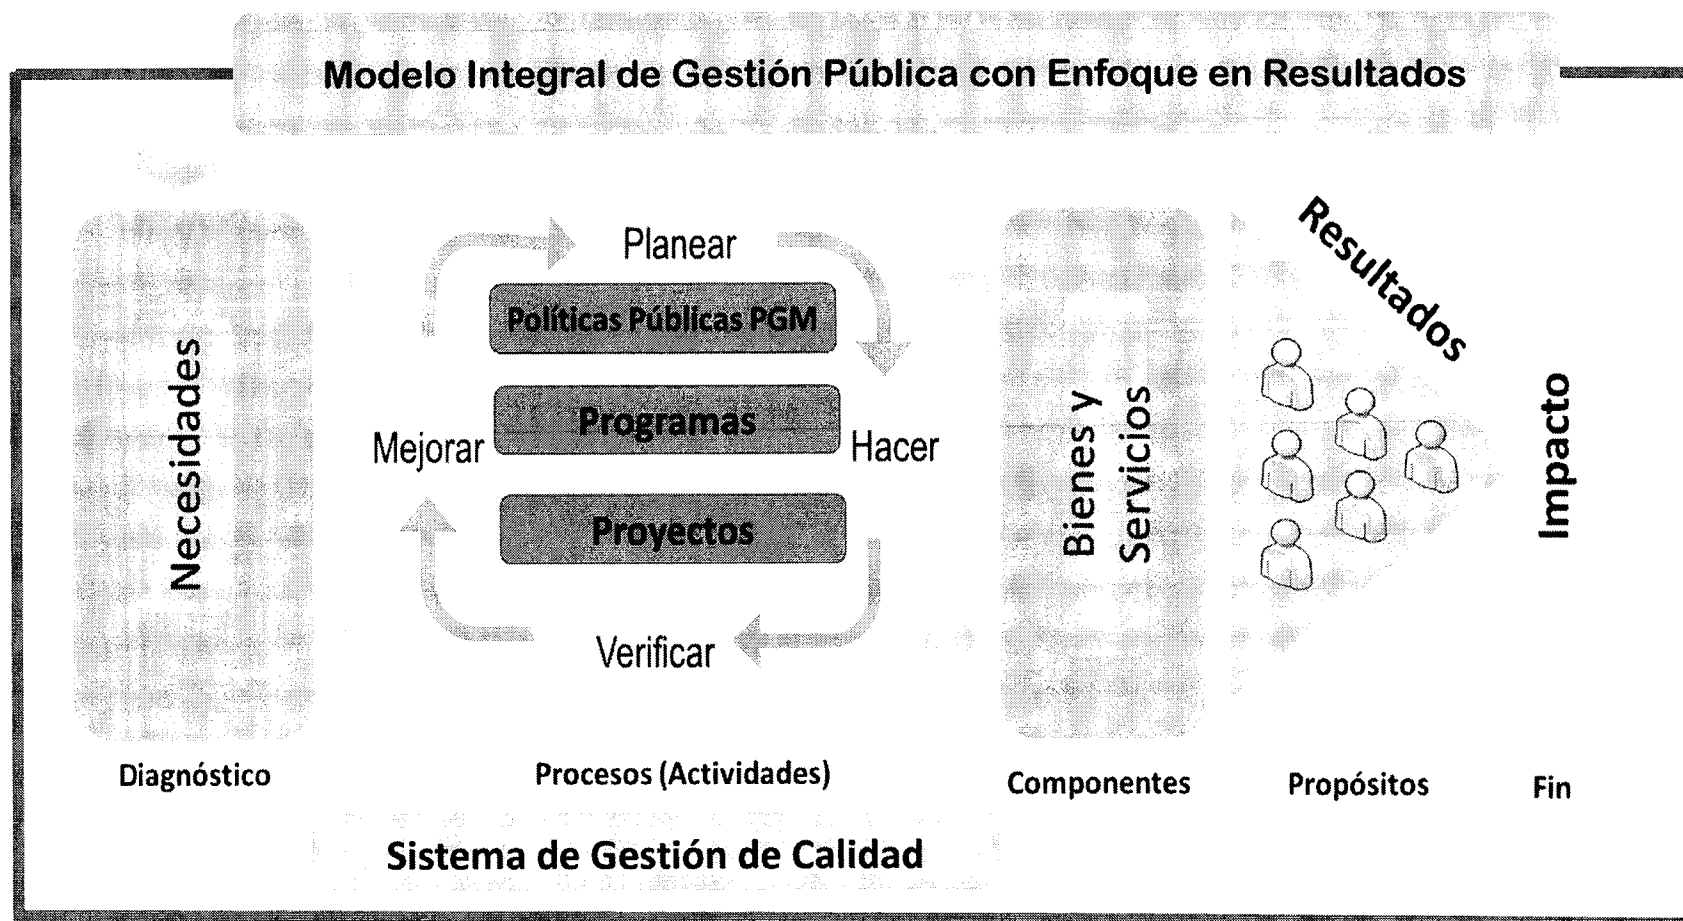 Modelo Integral de Gestión Pública con Enfoque en Resultados
Necesidades
Planear
Políticas Públicas PGM
Programas
Mejorar
Hacer
Proyectos
Verificar
Bienes y
Servicios
Resultados
Impacto
Diagnóstico
Procesos (Actividades)
Componentes
Propósitos
Fin
Sistema de Gestión de Calidad